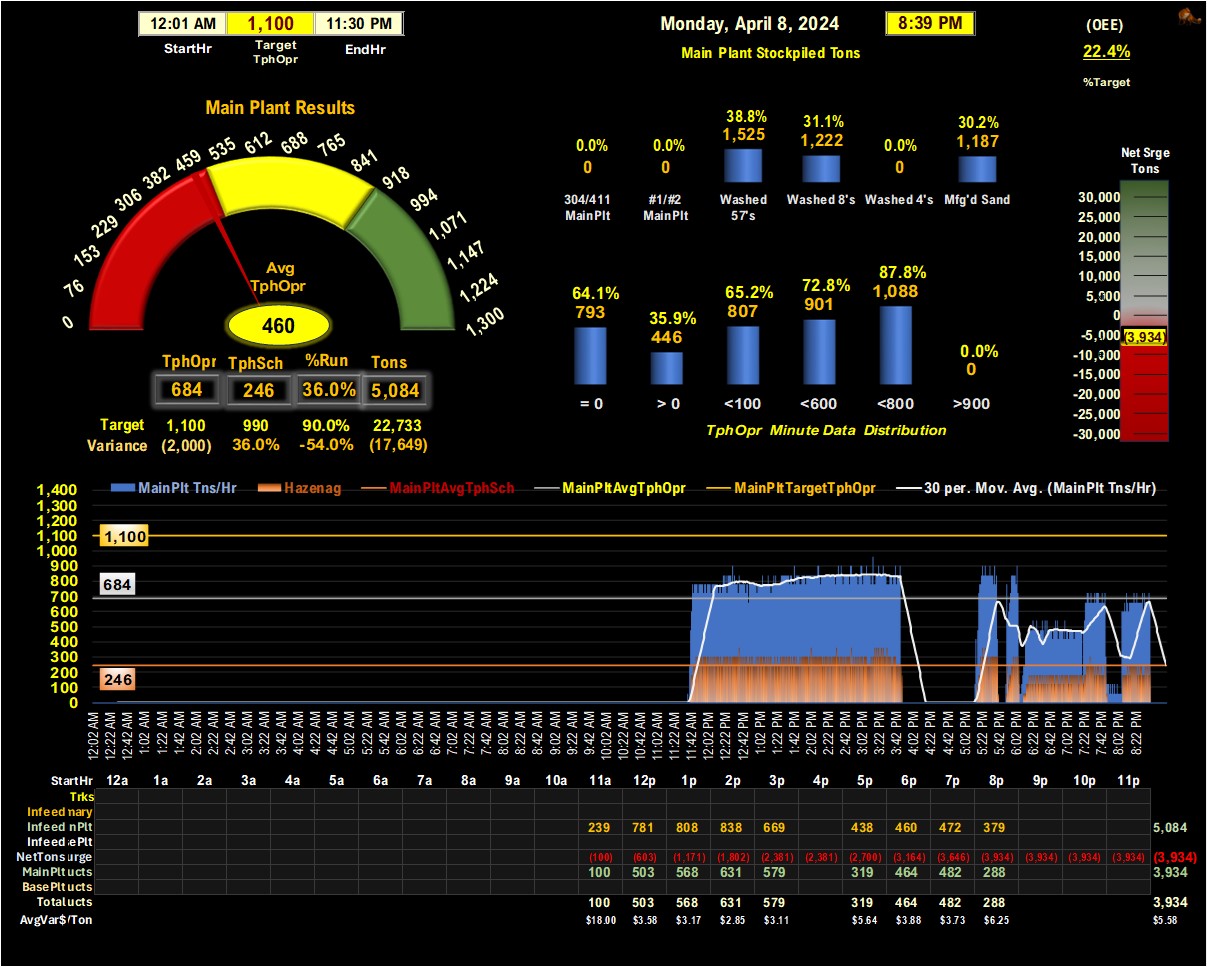 12:01 AM 1,100 11:30 PM
StartHr Target TphOpr EndHr
Monday, April 8, 2024 8:39 PM
Main Plant Stockpiled Tons
(OEE)
22.4%
%Target
Main Plant Results
0 76 153 229 306 382 459 535 612 688 765 841 918 994 1,071 1,147 1,224 1,300
Avg
TphOpr
460
TphOpr TphSch %Run Tons
684 246 36.0% 5,084
Target 1,100 990 90.0% 22,733
Variance (2,000) 36.0% -54.0% (17,649)
0.0% 0.0% 38.8% 31.1% 0.0% 30.2%
0 0 1,525 1,222 0 1,187
304/411 MainPlt #1/#2 MainPlt Washed 57's Washed 8's Washed 4's Mfg'd Sand
64.1% 35.9% 65.2% 72.8% 87.8% 0.0%
793 446 807 901 1,088 0
= 0 > 0 <100 <600 <800 >900
TphOpr Minute Data Distribution
Net Srge
Tons
30,000
25,000
20,000
15,000
10,000
5,000
0
-5,000
(3,934)
-10,000
-15,000
-20,000
-25,000
-30,000
MainPlt Tns/Hr Hazenag MainPltAvgTphSch MainPltAvgTphOpr MainPltTargetTphOpr 30 per. Mov. Avg. (MainPlt Tns/Hr)
1,400
1,300
1,200
1,100
1,000
900
800
700
600
500
400
300
200
100
0
1,100
684
246
12:02 AM 12:22 AM 12:42 AM 1:02 AM 1:22 AM 1:42 AM 2:02 AM 2:22 AM 2:42 AM 3:02 AM 3:22 AM 3:42 AM 4:02 AM 4:22 AM 4:42 AM 5:02 AM 5:22 AM 5:42 AM 6:02 AM 6:22 AM 6:42 AM 7:02 AM 7:22 AM 7:42 AM 8:02 AM 8:22 AM 8:42 AM 9:02 AM 9:22 AM 9:42 AM 10:02 AM 10:22 AM 10:42 AM 11:02 AM 11:22 AM 11:42 AM 12:02 PM 12:22 PM 12:42 PM 1:02 PM 1:22 PM 1:42 PM 2:02 PM 2:22 PM 2:42 PM 3:02 PM 3:22 PM 3:42 PM 4:02 PM 4:22 PM 4:42 PM 5:02 PM 5:22 PM 5:42 PM 6:02 PM 6:22 PM 6:42 PM 7:02 PM 7:22 PM 7:42 PM 8:02 PM 8:22 PM
StartHr 12a 1a 2a 3a 4a 5a 6a 7a 8a 9a 10a 11a 12p 1p 2p 3p 4p 5p 6p 7p 8p 9p 10p 11p
Trks
Infeed mary
Infeed nPlt 239 781 808 838 669 438 460 472 379 5,084
Infeed ePlt
NetTons urge (100) (603) (1,171) (1,802) (2,381) (2,381) (2,700) (3,164) (3,646) (3,934) (3,934) (3,934) (3,934) (3,934)
MainPlt ucts 100 503 568 631 579 319 464 482 288 3,934
BasePlt ucts
Total ucts 100 503 568 631 579 319 464 482 288 3,934
AvgVar$/Ton $18.00 $3.58 $3.17 $2.85 $3.11 $5.64 $3.88 $3.73 $6.25 $5.58